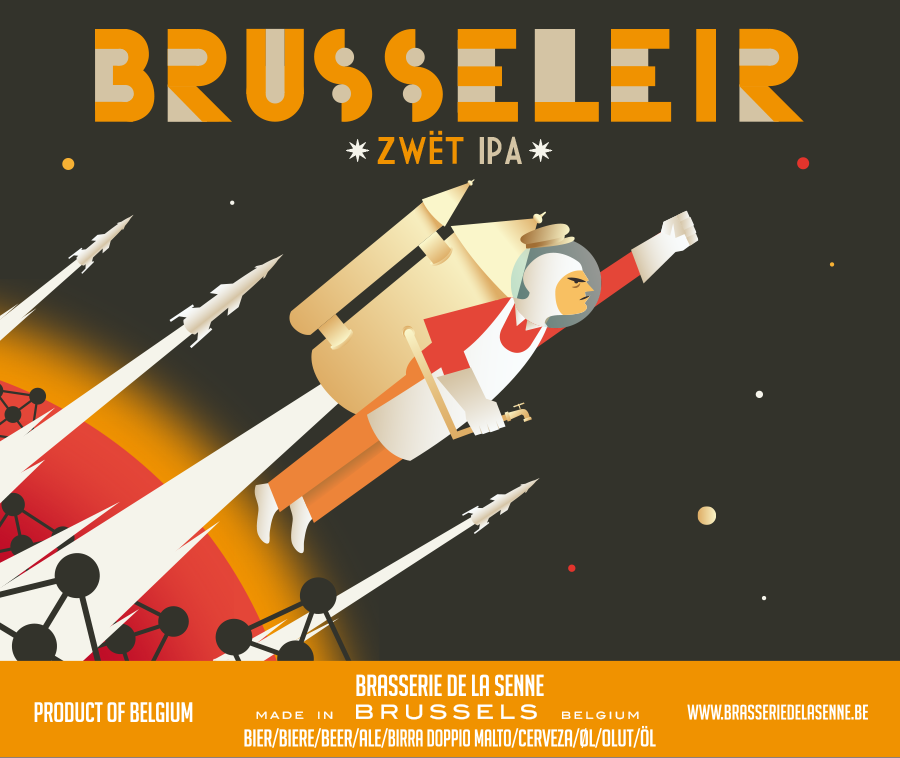 BRUSSELEIR
ZWËT IPA
BRASSERIE DE LA SENNE
PRODUCT OF BELGIUM
MADE IN BRUSSELS BELGIUM
WWW.BRASSERIEDELASENNE.BE
BIER/BIERE/BEER/ALE/BIRRA DOPPIO MALTO/CERVEZA/ØL/OLUT/ÖL